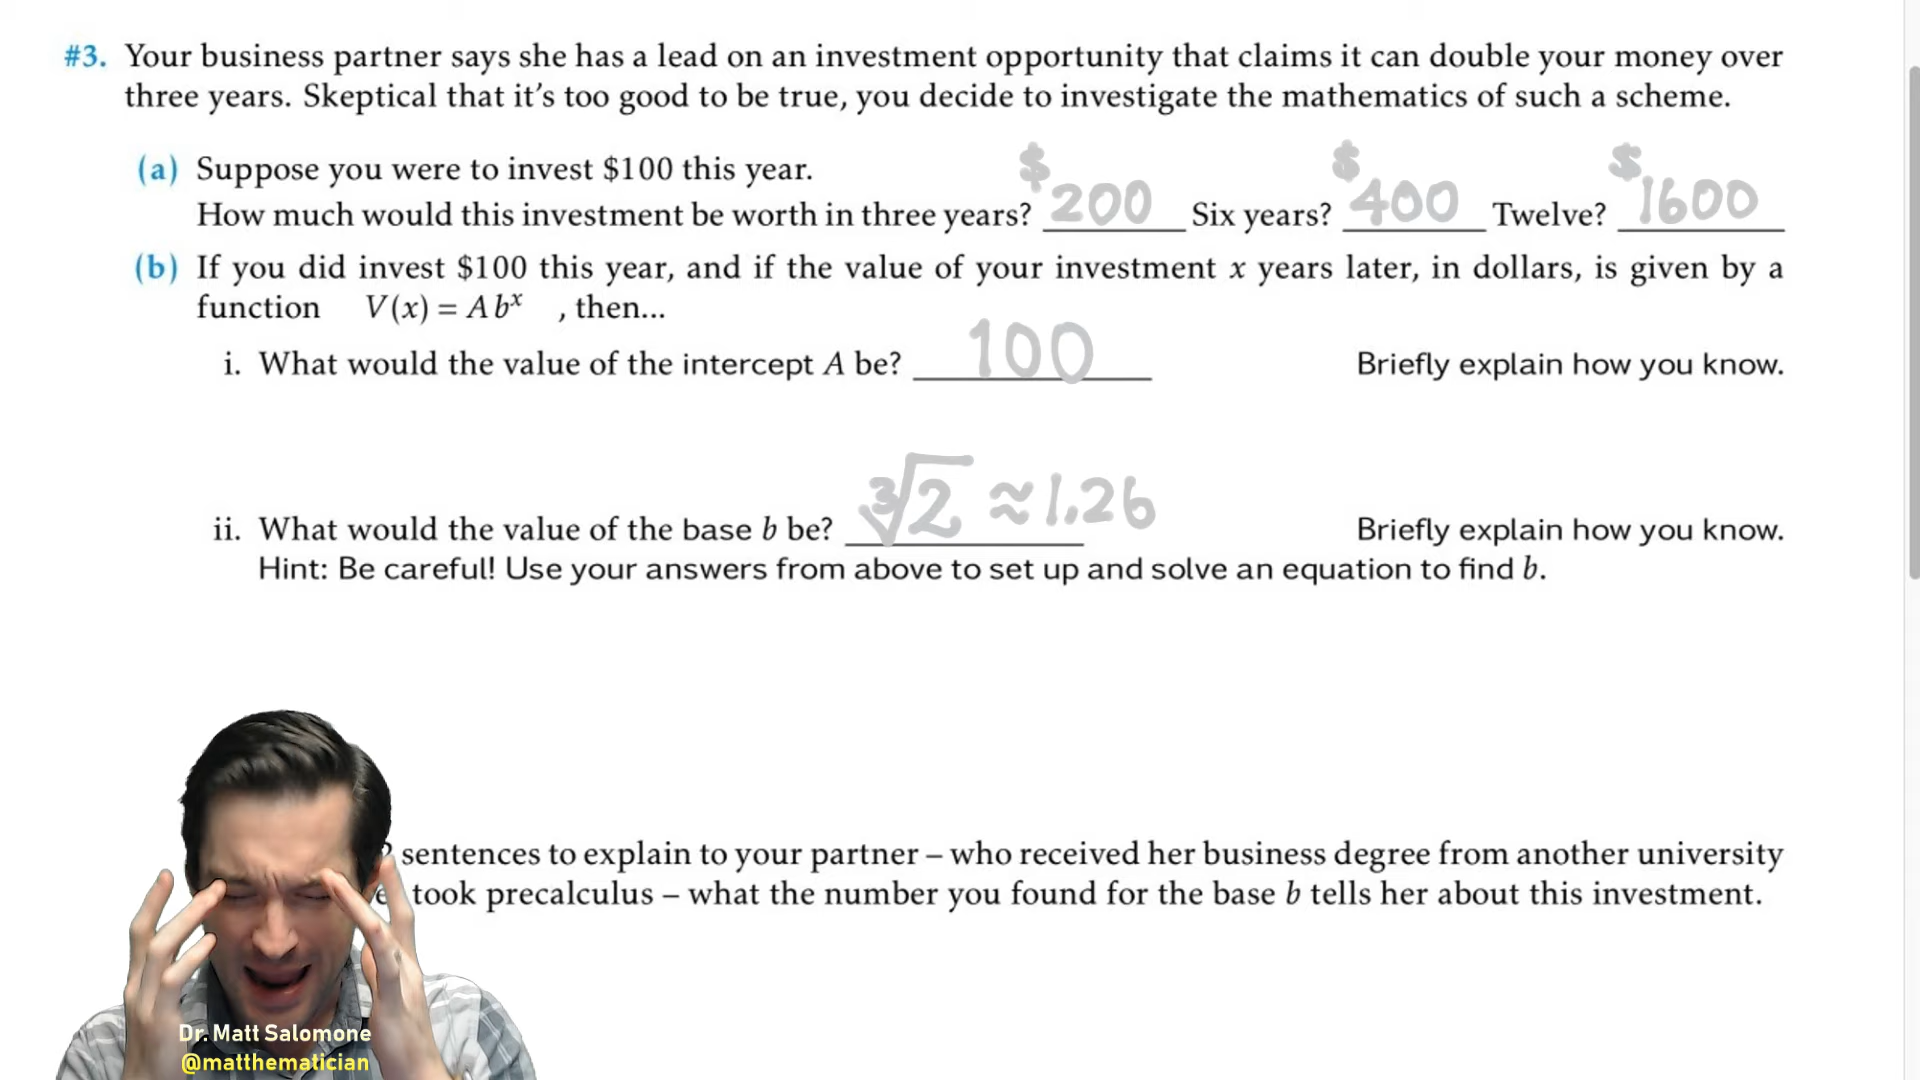 #3. Your business partner says she has a lead on an investment opportunity that claims it can double your money over
three years. Skeptical that it's too good to be true, you decide to investigate the mathematics of such a scheme.
(a) Suppose you were to invest $100 this year.
How much would this investment be worth in three years? $200 Six years? $400 Twelve? $1600
(b) If you did invest $100 this year, and if the value of your investment x years later, in dollars, is given by a
function V(x) = A bˣ , then...
i. What would the value of the intercept A be? 100 Briefly explain how you know.
ii. What would the value of the base b be? ∛2 ≈ 1.26 Briefly explain how you know.
Hint: Be careful! Use your answers from above to set up and solve an equation to find b.
sentences to explain to your partner – who received her business degree from another university
took precalculus – what the number you found for the base b tells her about this investment.
Dr. Matt Salomone
@matthematician